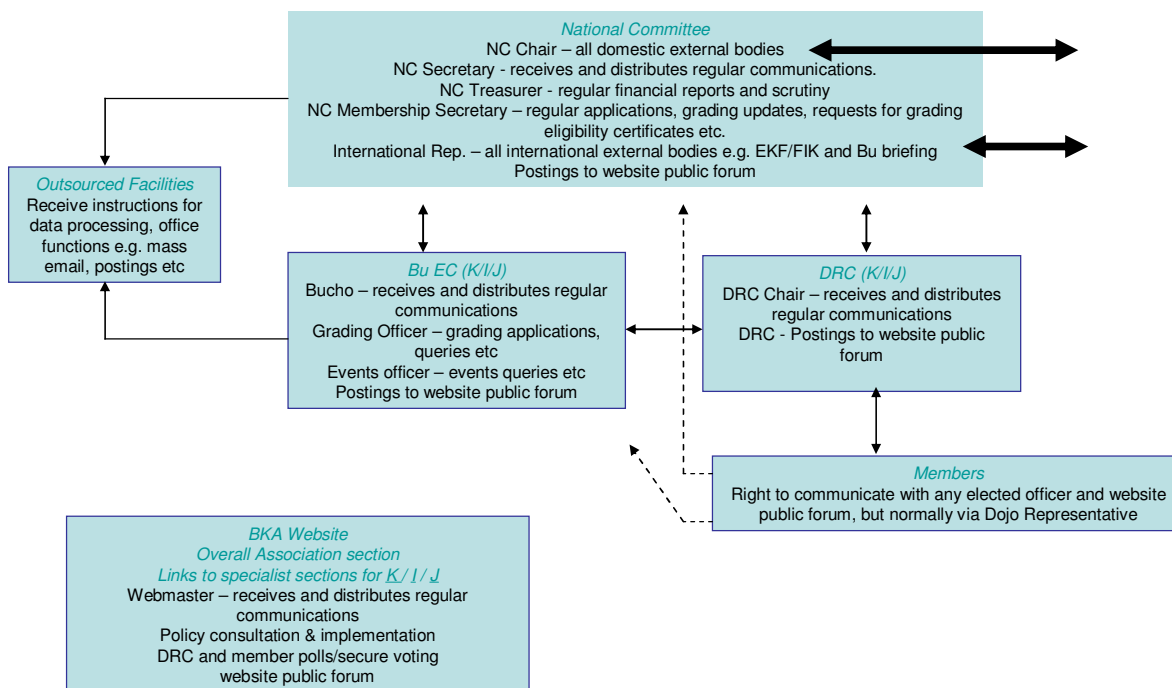 National Committee
NC Chair – all domestic external bodies
NC Secretary - receives and distributes regular communications.
NC Treasurer - regular financial reports and scrutiny
NC Membership Secretary – regular applications, grading updates, requests for grading
eligibility certificates etc.
International Rep. – all international external bodies e.g. EKF/FIK and Bu briefing
Postings to website public forum
Outsourced Facilities
Receive instructions for
data processing, office
functions e.g. mass
email, postings etc
Bu EC (K/I/J)
Bucho – receives and distributes regular
communications
Grading Officer – grading applications,
queries etc
Events officer – events queries etc
Postings to website public forum
DRC (K/I/J)
DRC Chair – receives and distributes
regular communications
DRC - Postings to website public
forum
Members
Right to communicate with any elected officer and website
public forum, but normally via Dojo Representative
BKA Website
Overall Association section
Links to specialist sections for K / I / J
Webmaster – receives and distributes regular
communications
Policy consultation & implementation
DRC and member polls/secure voting
website public forum